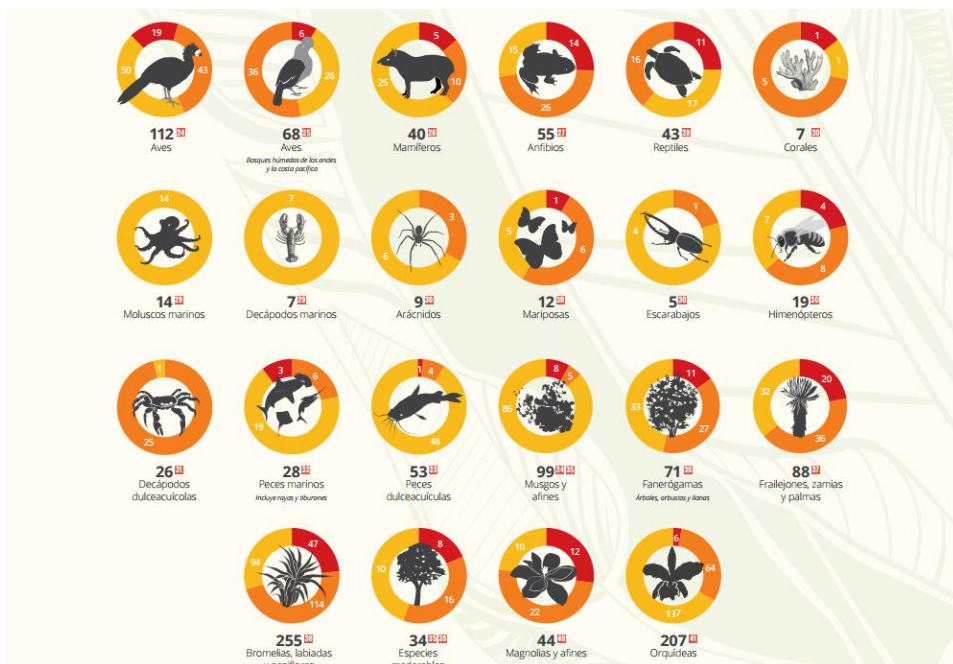 19
50
43
112 24
Aves
6
36
26
68 25
Aves
Bosques húmedos de los andes
y la costa pacífica
5
25
10
40 26
Mamíferos
15
14
26
55 27
Anfibios
11
16
17
43 28
Reptiles
1
1
5
7 30
Corales
14
14 29
Moluscos marinos
7
7 29
Decápodos marinos
3
6
9 30
Arácnidos
1
5
6
12 30
Mariposas
1
4
5 30
Escarabajos
4
7
8
19 30
Himenópteros
1
25
26 31
Decápodos
dulceacuícolas
3
6
19
28 32
Peces marinos
Incluye rayas y tiburones
1 4
48
53 33
Peces
dulceacuículas
8
5
86
99 34 35
Musgos y
afines
11
33
27
71 36
Fanerógamas
Árboles, arbustos y lianas
20
32
36
88 37
Frailejones, zamias
y palmas
47
94
114
255 38
Bromelias, labiadas
8
10
16
34
Especies
12
10
22
44 40
Magnolias y afines
6
64
137
207 41
Orquídeas